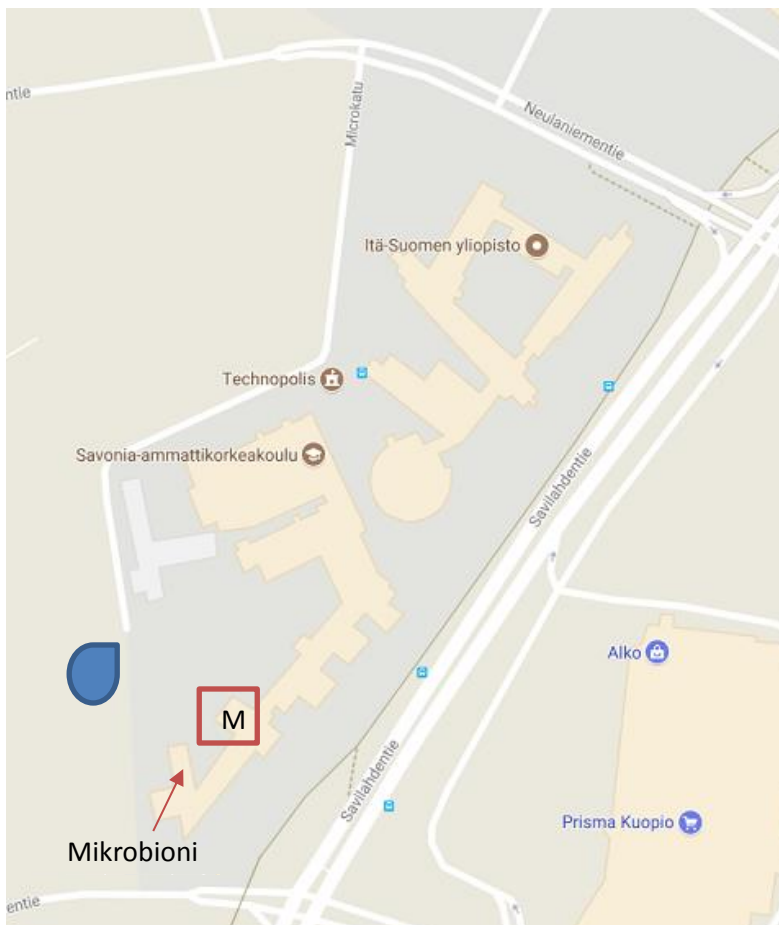 ntie
Microkatu
Neulaniementie
Itä-Suomen yliopisto
Technopolis
Savonia-ammattikorkeakoulu
Savilahdentie
Alko
M
Savilahdentie
Prisma Kuopio
Mikrobioni
entie